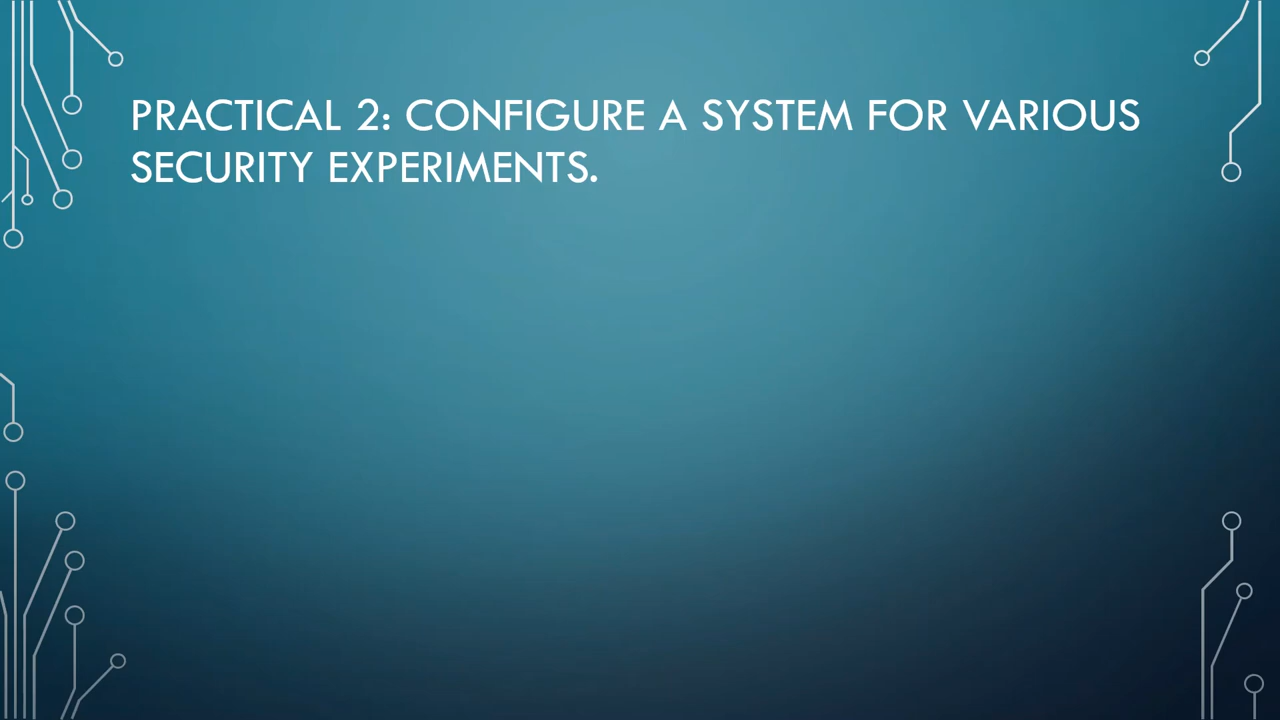 PRACTICAL 2: CONFIGURE A SYSTEM FOR VARIOUS
SECURITY EXPERIMENTS.